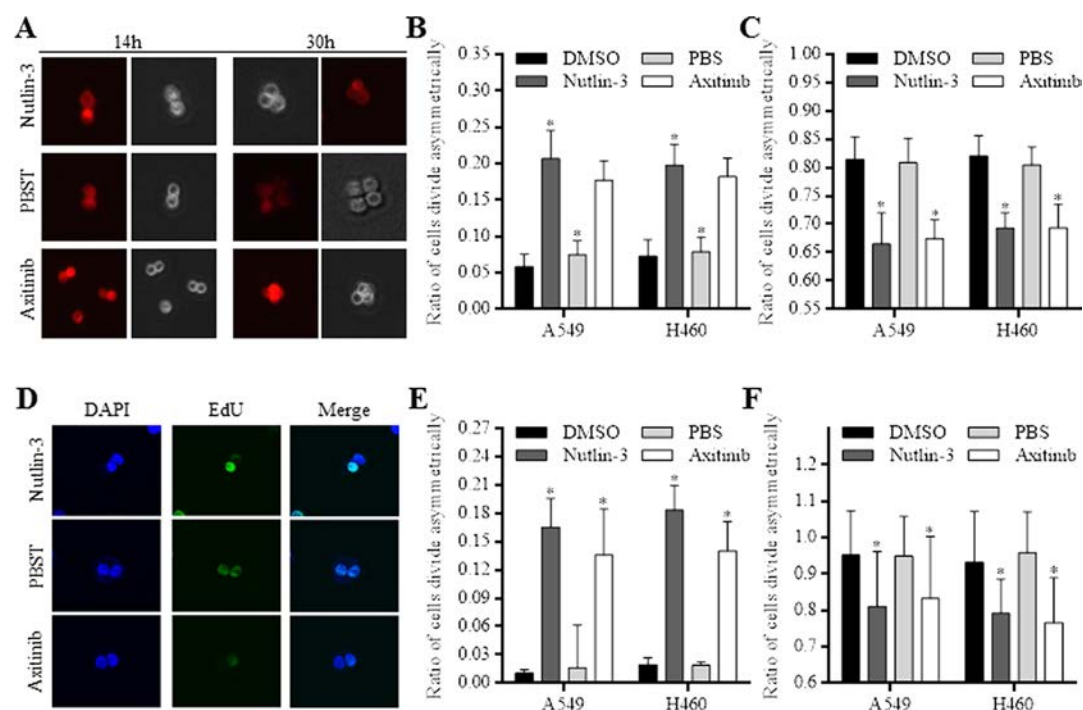 A
14h 30h
Nutlin-3
PBST
Axitinib
B
Ratio of cells divide asymmetrically
0.35
0.30
0.25
0.20
0.15
0.10
0.05
0.00
DMSO PBS
Nutlin-3 Axitinib
* * * *
A549 H460
C
Ratio of cells divide asymmetrically
1.00
0.95
0.90
0.85
0.80
0.75
0.70
0.65
0.60
0.55
DMSO PBS
Nutlin-3 Axitinib
* * * *
A549 H460
D
DAPI EdU Merge
Nutlin-3
PBST
Axitinib
E
Ratio of cells divide asymmetrically
0.27
0.24
0.21
0.18
0.15
0.12
0.09
0.06
0.03
0.00
DMSO PBS
Nutlin-3 Axitinib
* * * *
A549 H460
F
Ratio of cells divide asymmetrically
1.2
1.1
1.0
0.9
0.8
0.7
0.6
DMSO PBS
Nutlin-3 Axitinib
* * * *
A549 H460